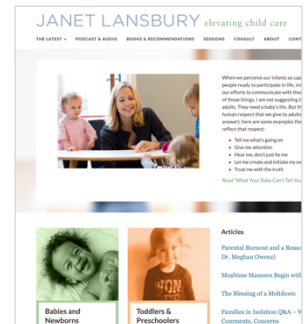 JANET LANSBURY elevating child care
THE LATEST PODCAST & AUDIO BOOKS & RECOMMENDATIONS SESSIONS CONSULT ABOUT CONT
When we perceive our infants as cap
people ready to participate in life, int
our efforts to communicate with the
of those things. I am not suggesting t
adults. They need a baby's life. But th
human respect that we give to adults
answer), here are some examples the
reflect that respect:
• Tell me what's going on
• Give me attention
• Hear me, don't just fix me
• Let me create and initiate my ow
• Trust me with the truth
Read "What Your Baby Can't Tell Yo
Articles
Parental Burnout and a Reaso
Dr. Meghan Owenz)
Mealtime Manners Begin wit
The Blessing of a Meltdown
Families in Isolation Q&A – V
Comments, Concerns
Babies and
Newborns
Toddlers &
Preschoolers